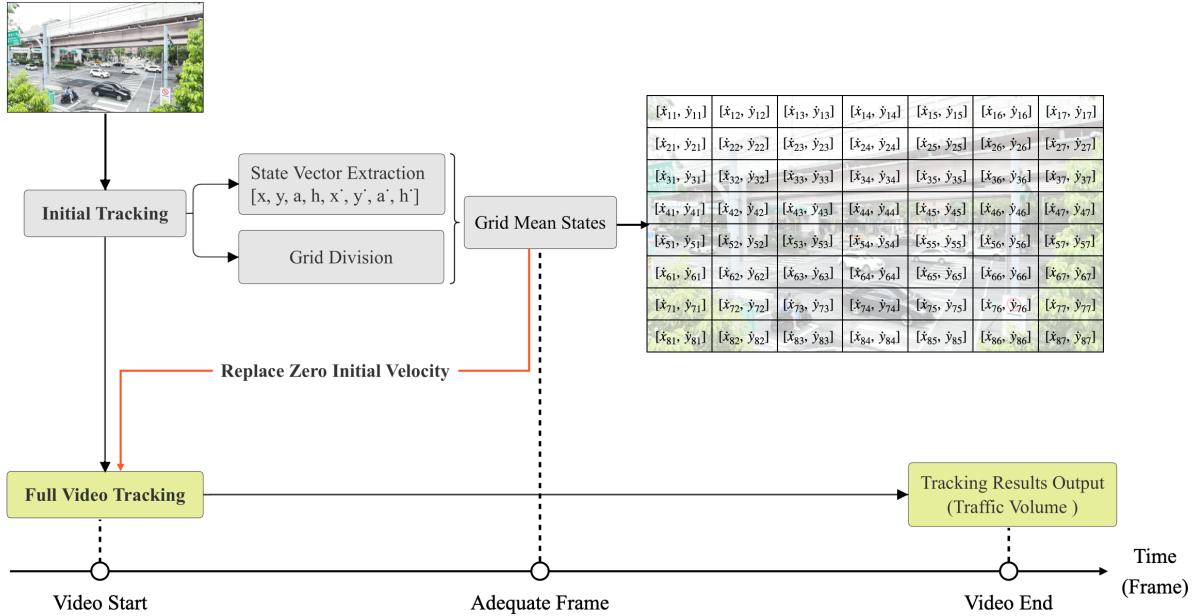 State Vector Extraction
[x, y, a, h, x˙, y˙, a˙, h˙]
Initial Tracking
Grid Division
Grid Mean States
[ẋ11, ẏ11] [ẋ12, ẏ12] [ẋ13, ẏ13] [ẋ14, ẏ14] [ẋ15, ẏ15] [ẋ16, ẏ16] [ẋ17, ẏ17]
[ẋ21, ẏ21] [ẋ22, ẏ22] [ẋ23, ẏ23] [ẋ24, ẏ24] [ẋ25, ẏ25] [ẋ26, ẏ26] [ẋ27, ẏ27]
[ẋ31, ẏ31] [ẋ32, ẏ32] [ẋ33, ẏ33] [ẋ34, ẏ34] [ẋ35, ẏ35] [ẋ36, ẏ36] [ẋ37, ẏ37]
[ẋ41, ẏ41] [ẋ42, ẏ42] [ẋ43, ẏ43] [ẋ44, ẏ44] [ẋ45, ẏ45] [ẋ46, ẏ46] [ẋ47, ẏ47]
[ẋ51, ẏ51] [ẋ52, ẏ52] [ẋ53, ẏ53] [ẋ54, ẏ54] [ẋ55, ẏ55] [ẋ56, ẏ56] [ẋ57, ẏ57]
[ẋ61, ẏ61] [ẋ62, ẏ62] [ẋ63, ẏ63] [ẋ64, ẏ64] [ẋ65, ẏ65] [ẋ66, ẏ66] [ẋ67, ẏ67]
[ẋ71, ẏ71] [ẋ72, ẏ72] [ẋ73, ẏ73] [ẋ74, ẏ74] [ẋ75, ẏ75] [ẋ76, ẏ76] [ẋ77, ẏ77]
[ẋ81, ẏ81] [ẋ82, ẏ82] [ẋ83, ẏ83] [ẋ84, ẏ84] [ẋ85, ẏ85] [ẋ86, ẏ86] [ẋ87, ẏ87]
Replace Zero Initial Velocity
Full Video Tracking
Tracking Results Output
(Traffic Volume )
Time
(Frame)
Video Start
Adequate Frame
Video End